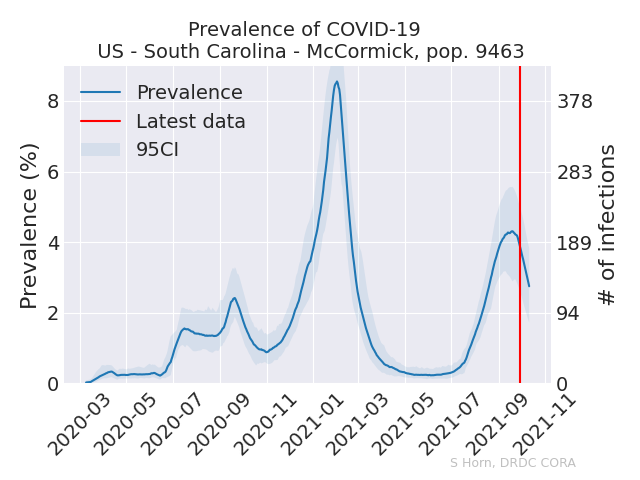 Prevalence of COVID-19
US - South Carolina - McCormick, pop. 9463
Prevalence
Latest data
95CI
Prevalence (%)
8
6
4
2
0
378
283
189
94
0
# of infections
2020-03
2020-05
2020-07
2020-09
2020-11
2021-01
2021-03
2021-05
2021-07
2021-09
2021-11
S Horn, DRDC CORA